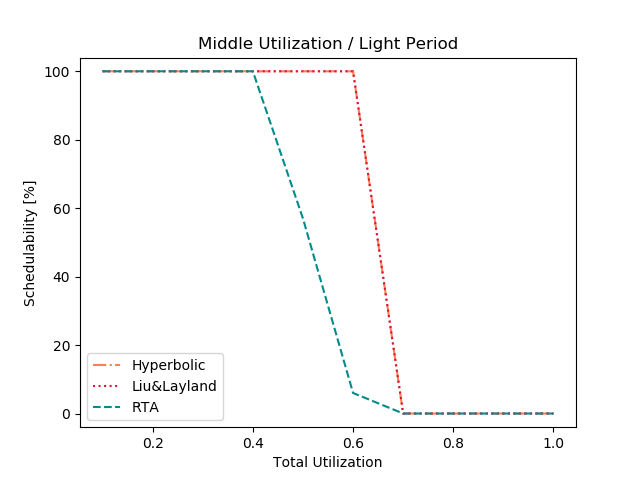 Middle Utilization / Light Period
Schedulability [%]
100
80
60
40
20
0
Hyperbolic
Liu&Layland
RTA
0.2 0.4 0.6 0.8 1.0
Total Utilization